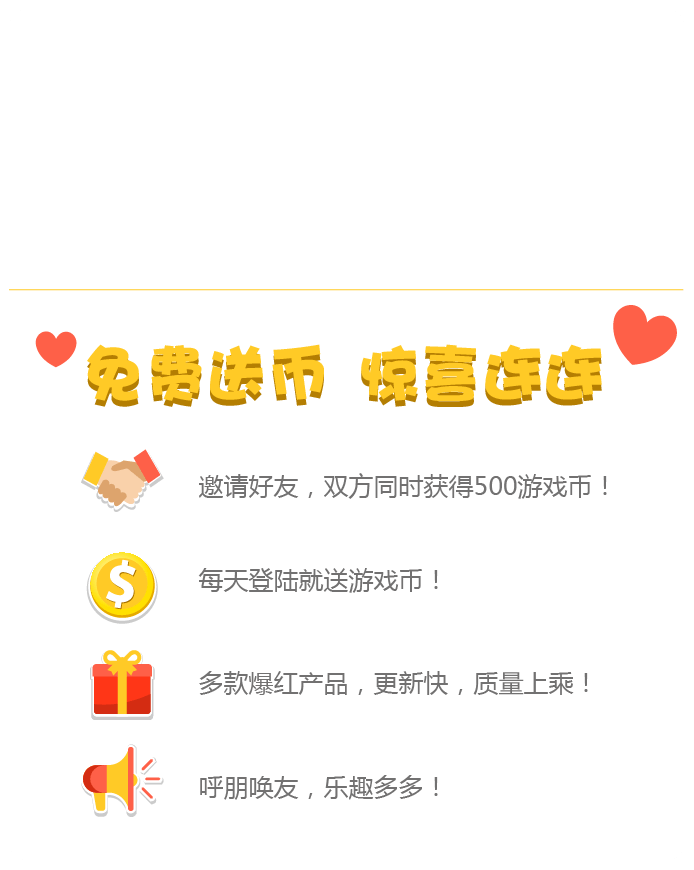 免费送币 惊喜连连
邀请好友，双方同时获得500游戏币！
每天登陆就送游戏币！
多款爆红产品，更新快，质量上乘！
呼朋唤友，乐趣多多！